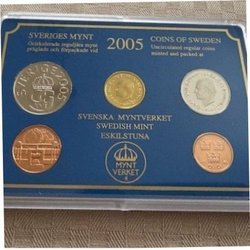 SVERIGES MYNT
Ocirkulerade reguljära mynt
präglade och förpackade vid
2005
COINS OF SWEDEN
Uncirculated regular coins
minted and packed at
SVENSKA MYNTVERKET
SWEDISH MINT
ESKILSTUNA
MYNT
VERKET